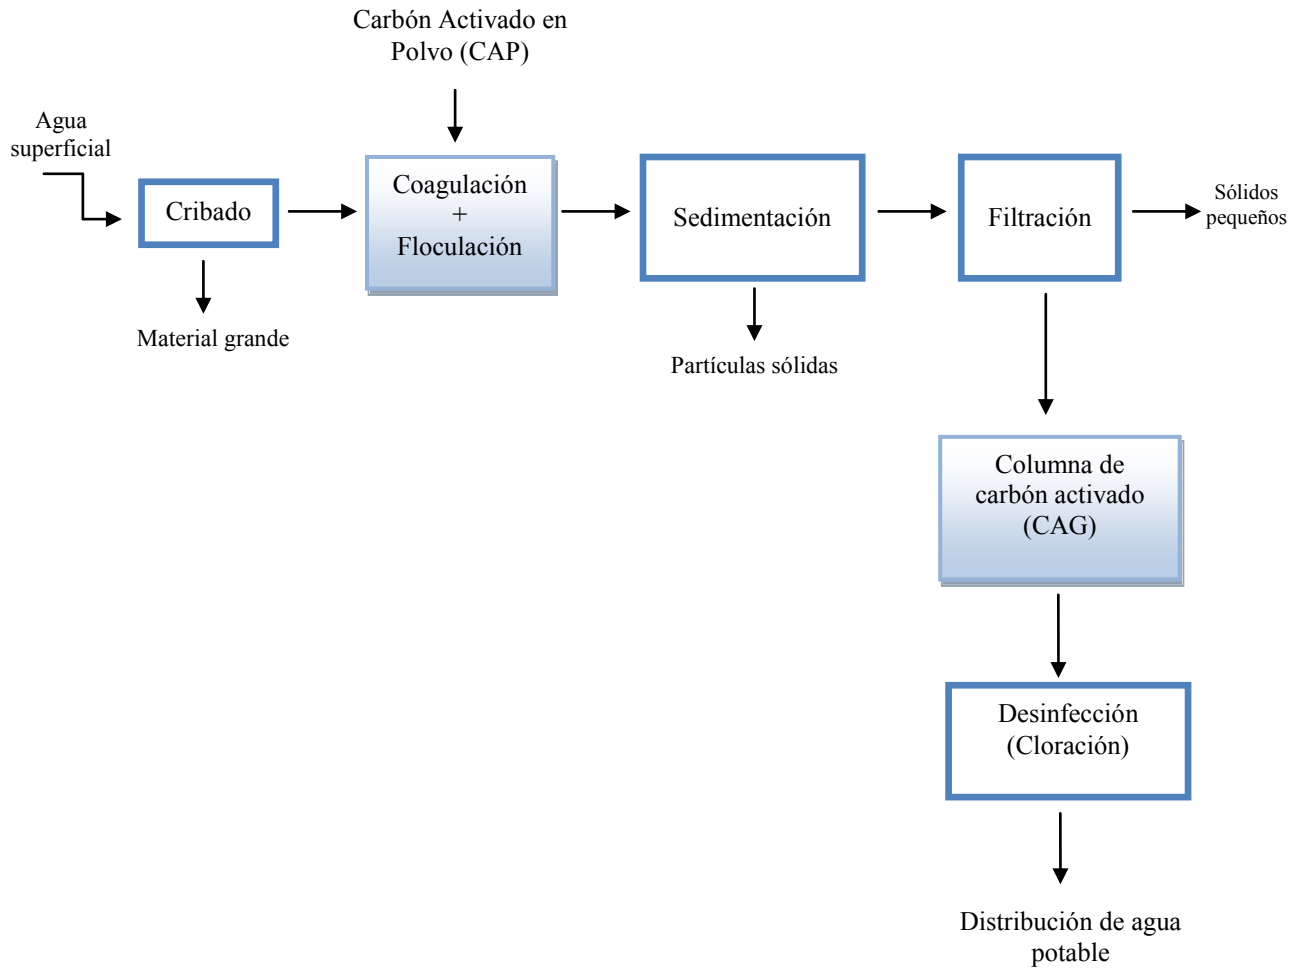 Carbón Activado en
Polvo (CAP)
Agua
superficial
Cribado
Coagulación
+
Floculación
Sedimentación
Filtración
Sólidos
pequeños
Material grande
Partículas sólidas
Columna de
carbón activado
(CAG)
Desinfección
(Cloración)
Distribución de agua
potable